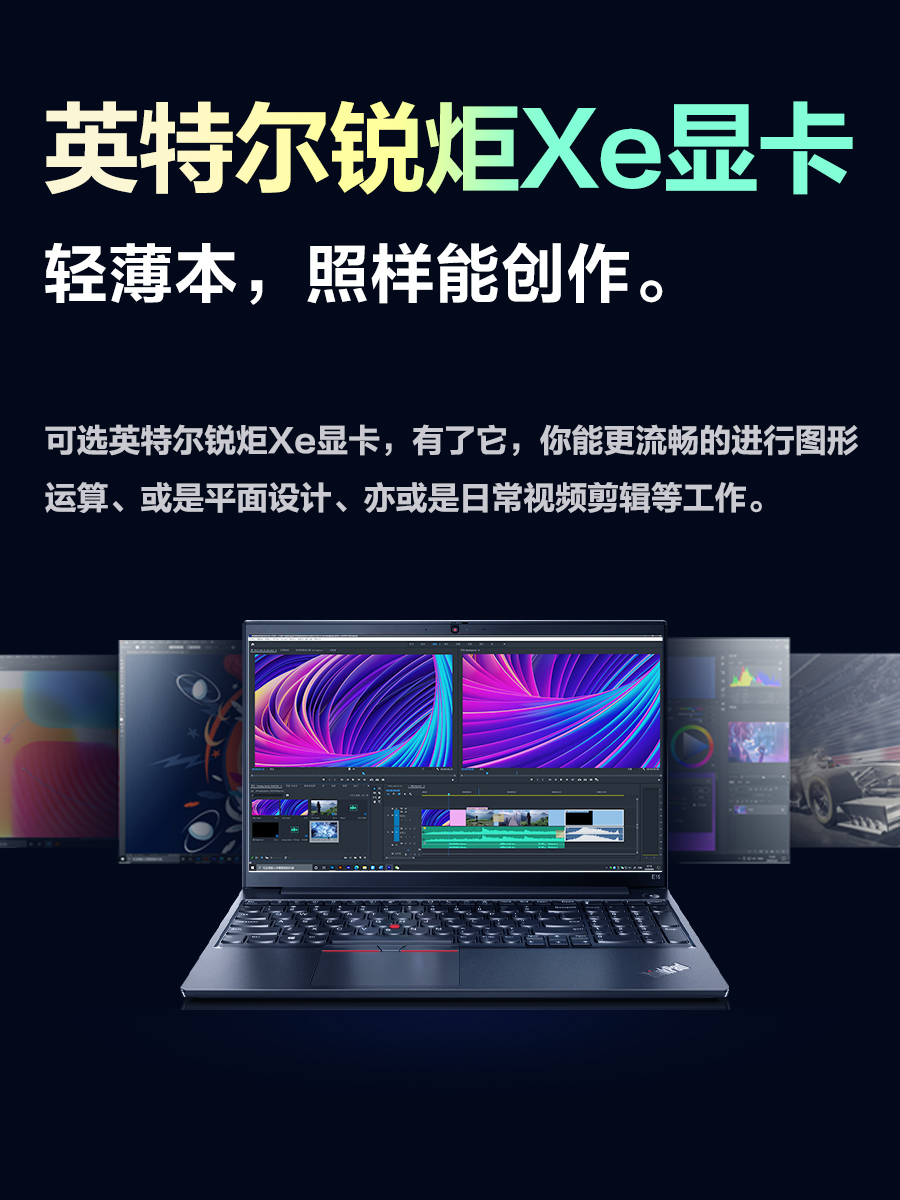 英特尔锐炬Xe显卡
轻薄本，照样能创作。
可选英特尔锐炬Xe显卡，有了它，你能更流畅的进行图形
运算、或是平面设计、亦或是日常视频剪辑等工作。
E15
ThinkPad